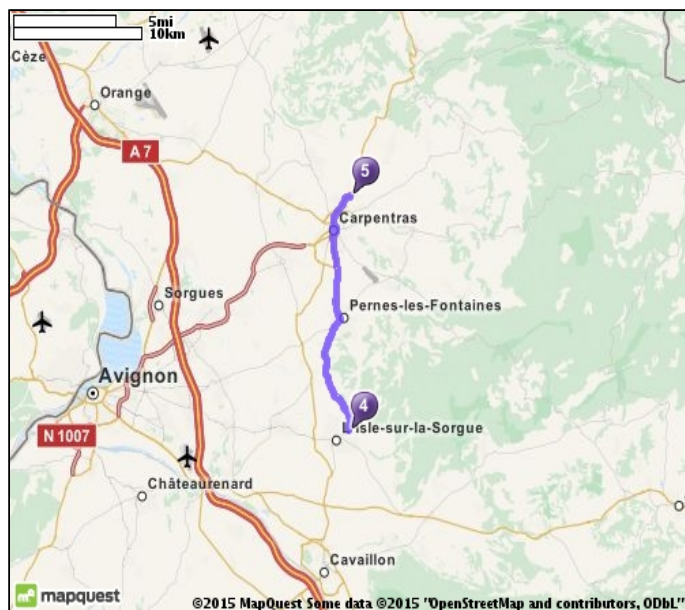 5mi
10km
Cèze
Orange
A 7
5
Carpentras
Sorgues
Pernes-les-Fontaines
Avignon
4
L'Isle-sur-la-Sorgue
N 1007
Châteaurenard
Cavaillon
mapquest
©2015 MapQuest Some data ©2015 "OpenStreetMap and contributors, ODbL"